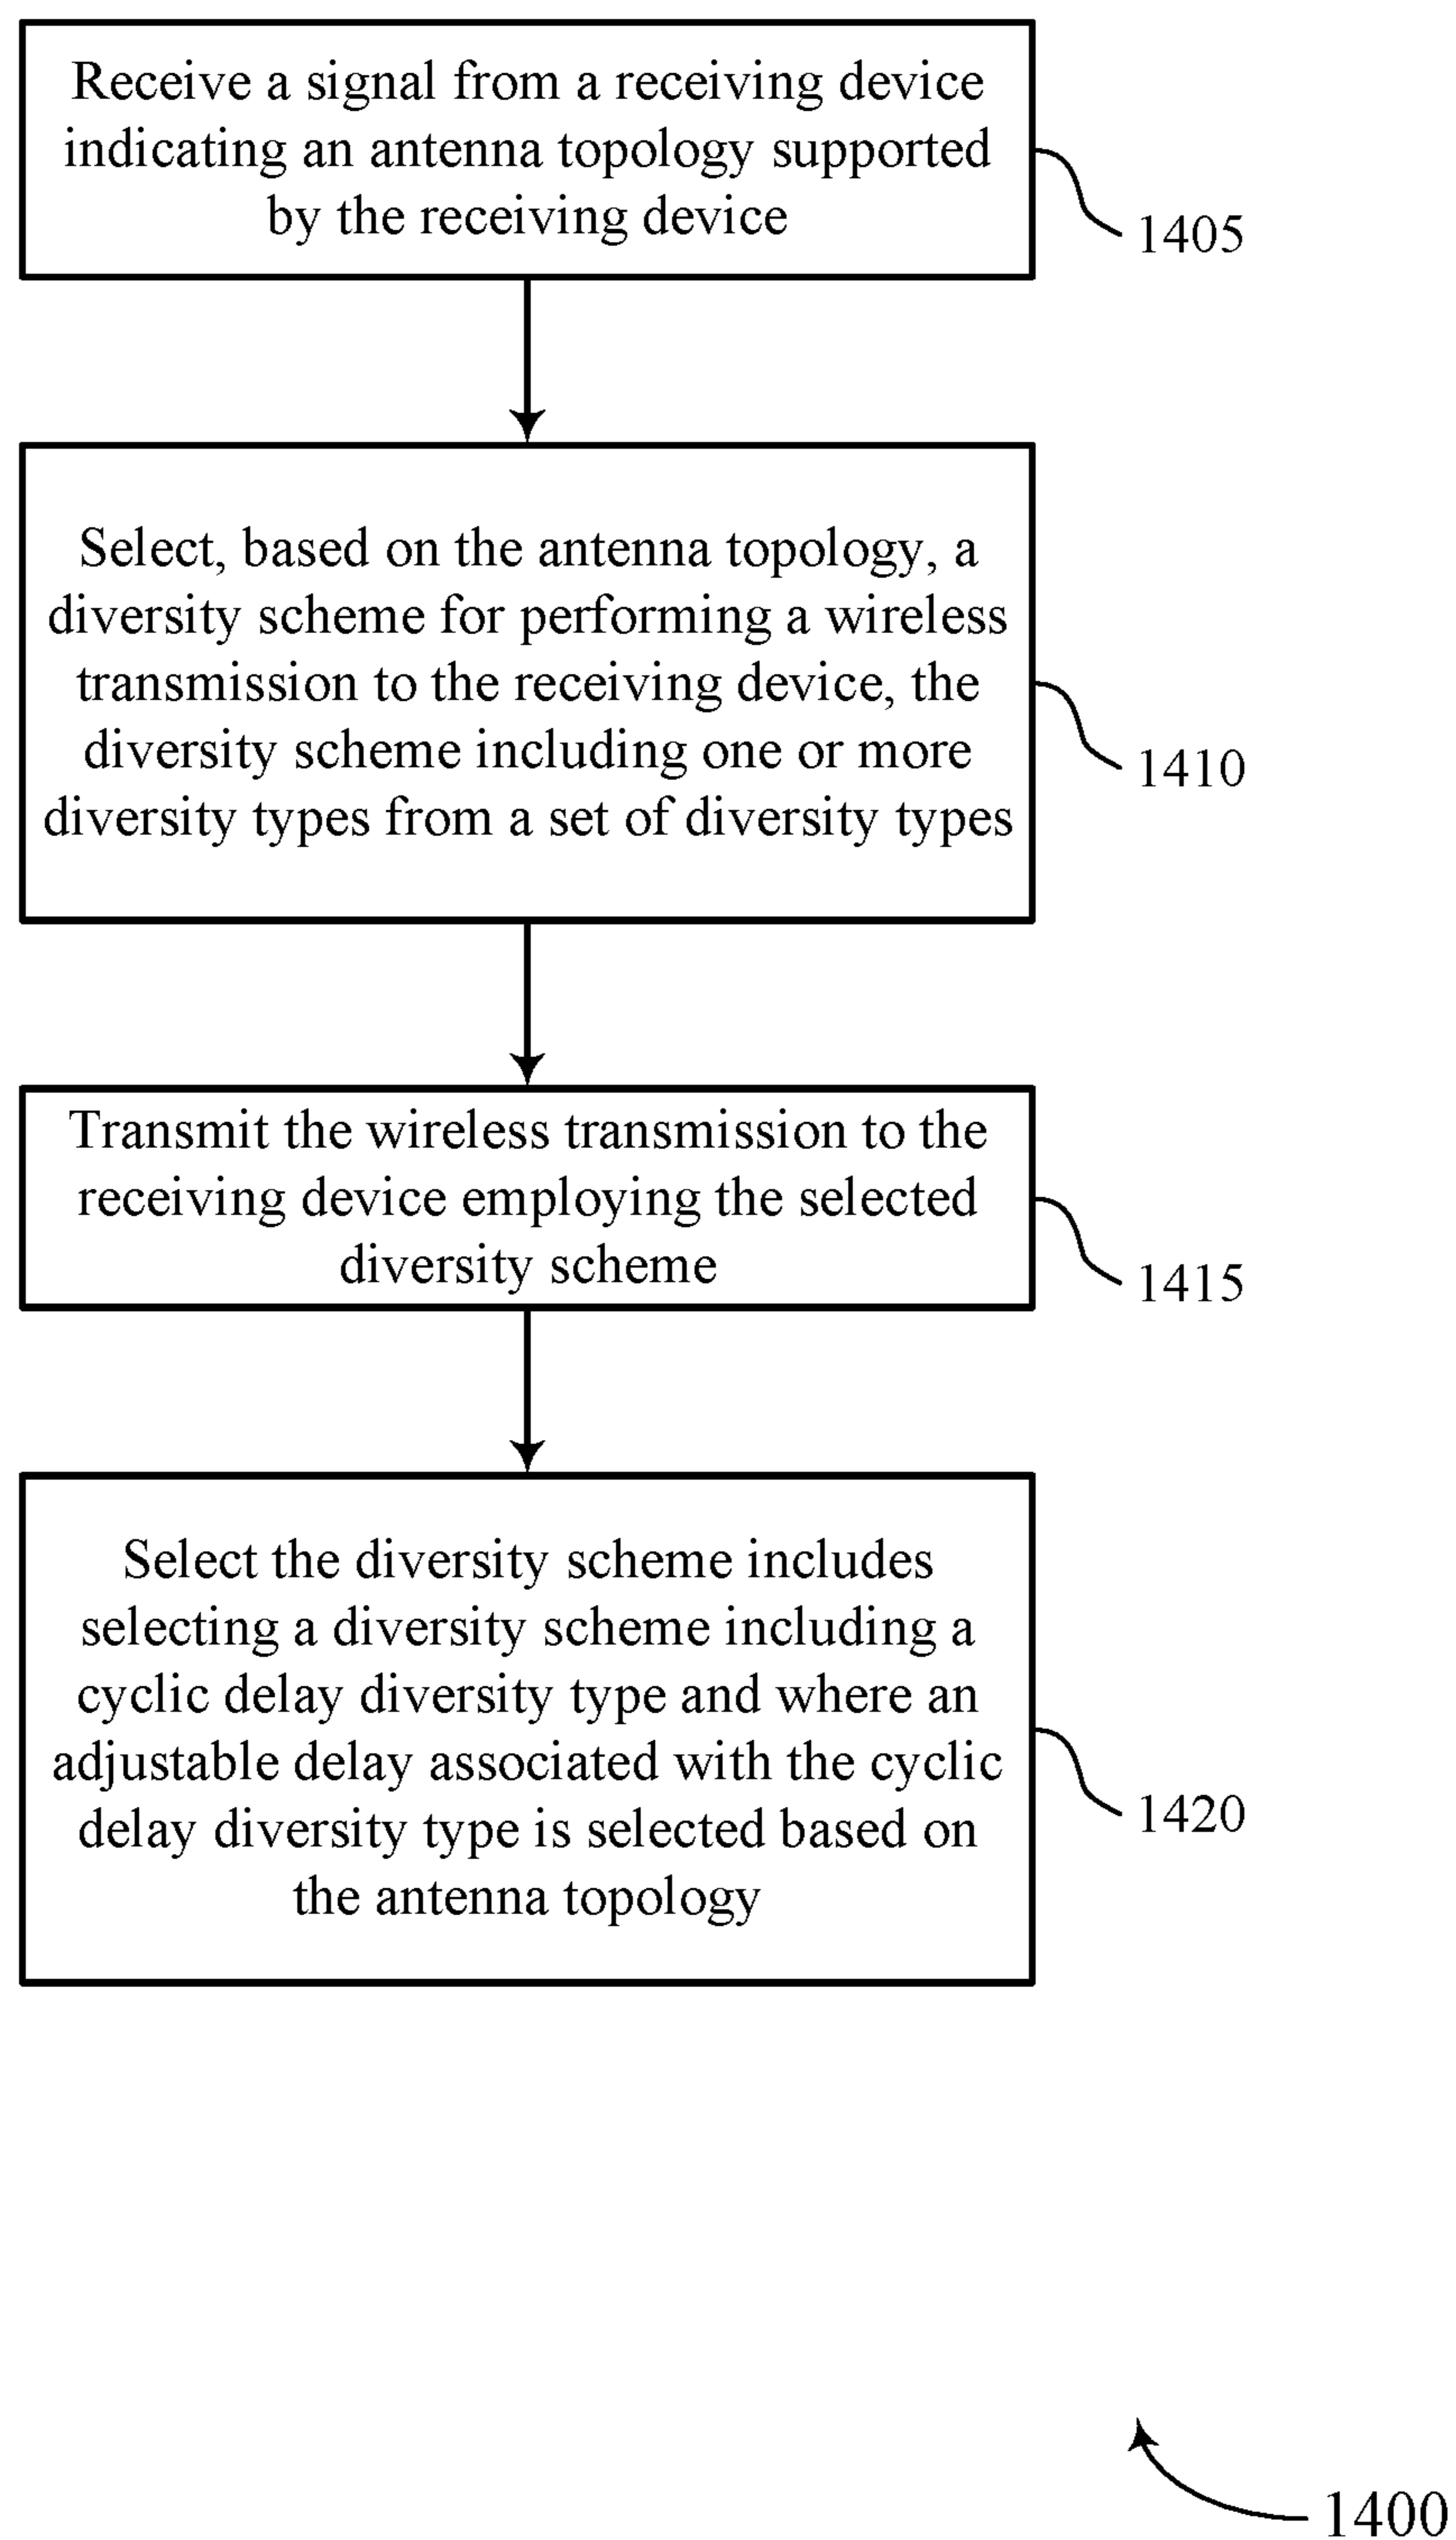 Receive a signal from a receiving device
indicating an antenna topology supported
by the receiving device
1405
Select, based on the antenna topology, a
diversity scheme for performing a wireless
transmission to the receiving device, the
diversity scheme including one or more
diversity types from a set of diversity types
1410
Transmit the wireless transmission to the
receiving device employing the selected
diversity scheme
1415
Select the diversity scheme includes
selecting a diversity scheme including a
cyclic delay diversity type and where an
adjustable delay associated with the cyclic
delay diversity type is selected based on
the antenna topology
1420
1400